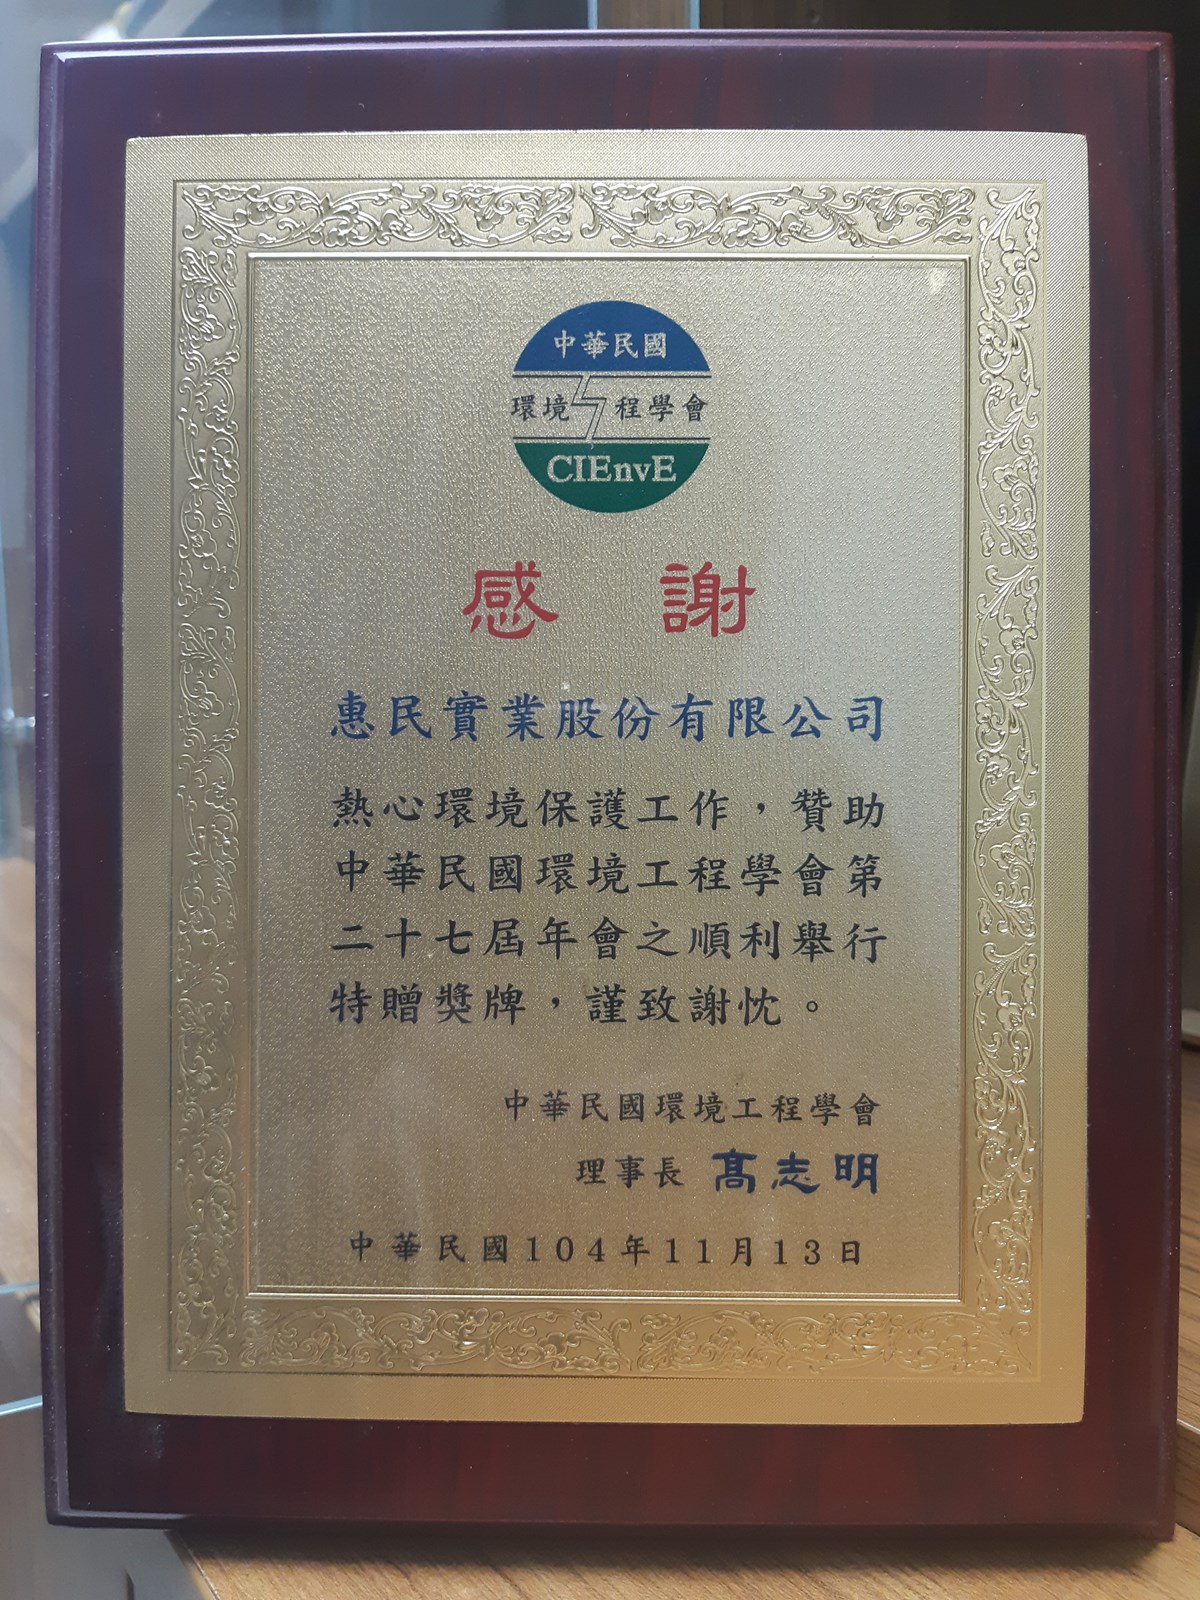 中華民國
環境工程學會
CIEnvE
感謝
惠民實業股份有限公司
熱心環境保護工作，贊助
中華民國環境工程學會第
二十七屆年會之順利舉行
特贈獎牌，謹致謝忱。
中華民國環境工程學會
理事長 高志明
中華民國104年11月13日